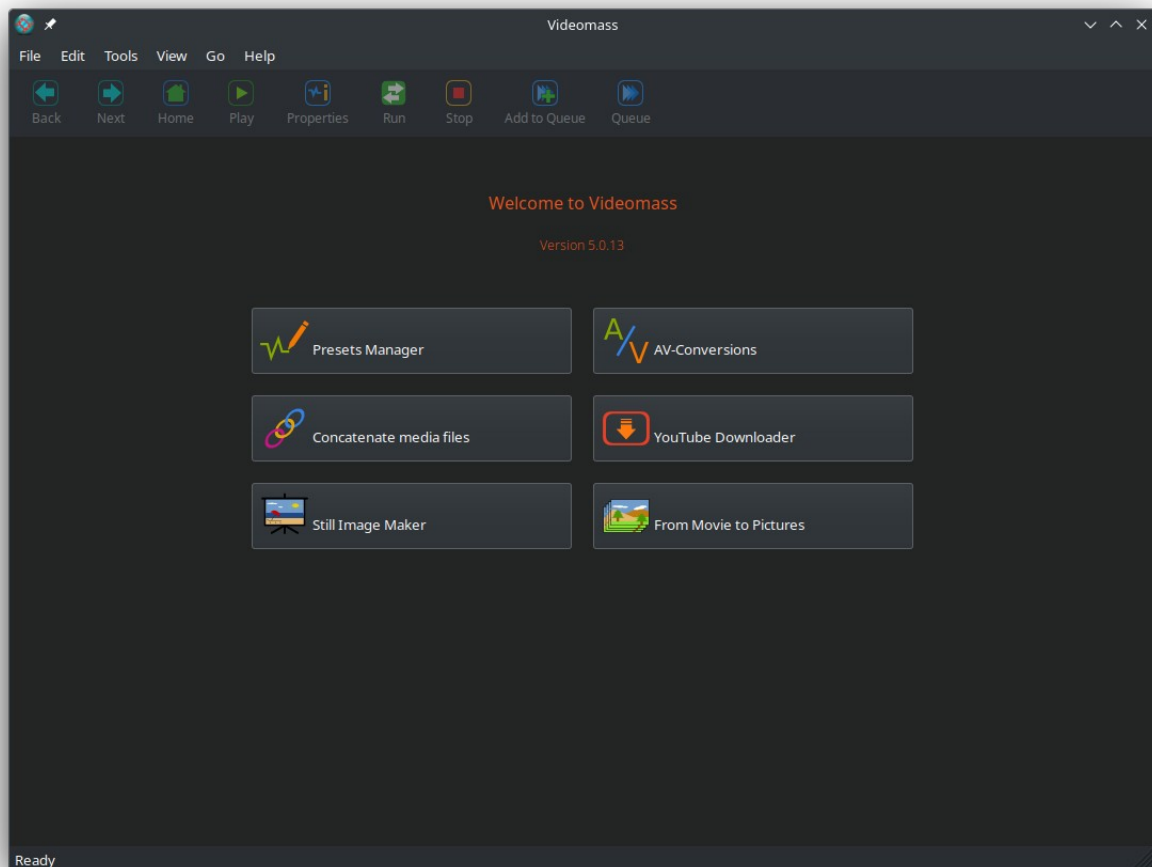 Videomass
File Edit Tools View Go Help
Back Next Home Play Properties Run Stop Add to Queue Queue
Welcome to Videomass
Version 5.0.13
Presets Manager
A/V AV-Conversions
Concatenate media files
YouTube Downloader
Still Image Maker
From Movie to Pictures
Ready